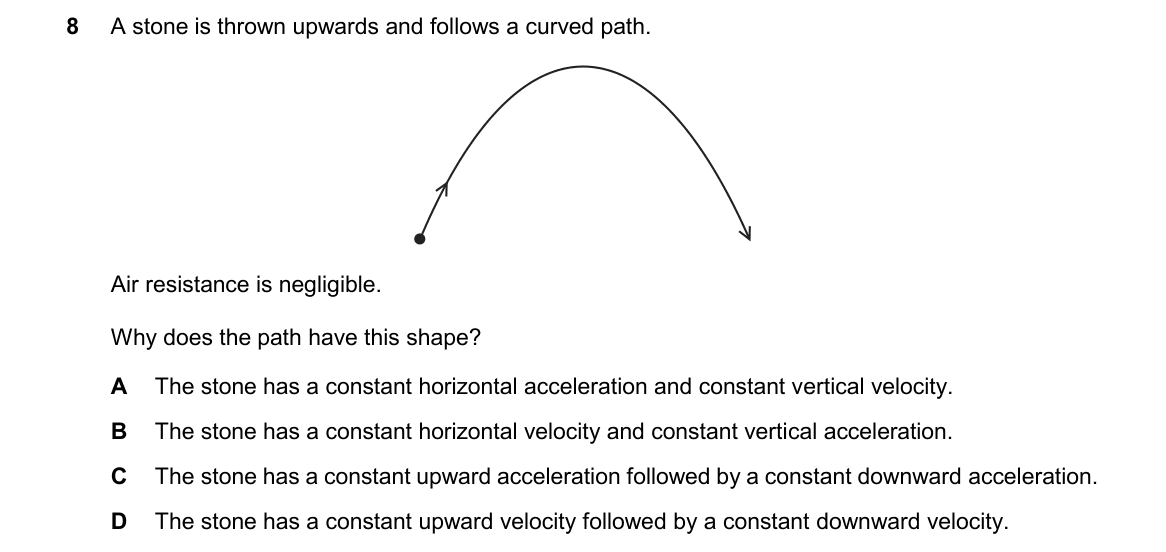 8 A stone is thrown upwards and follows a curved path.
Air resistance is negligible.
Why does the path have this shape?
A The stone has a constant horizontal acceleration and constant vertical velocity.
B The stone has a constant horizontal velocity and constant vertical acceleration.
C The stone has a constant upward acceleration followed by a constant downward acceleration.
D The stone has a constant upward velocity followed by a constant downward velocity.